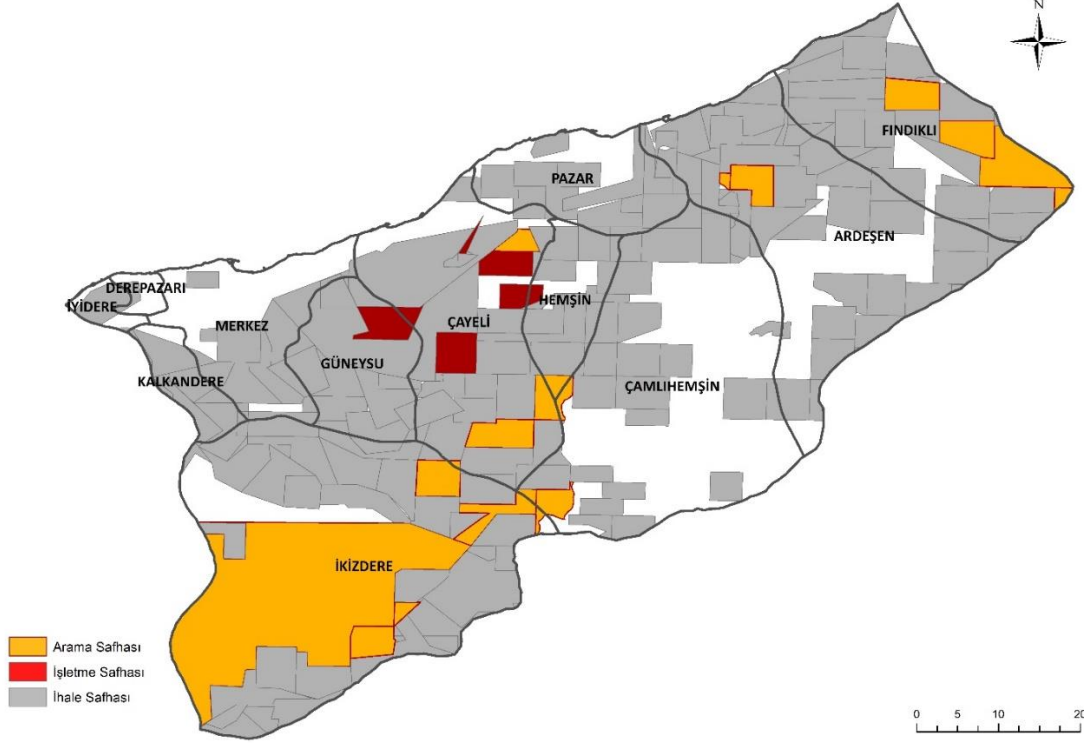 N
FINDIKLI
PAZAR
ARDEŞEN
DEREPAZARI
İYİDERE
HEMŞİN
MERKEZ
ÇAYELİ
GÜNEYSU
KALKANDERE
ÇAMLIHEMŞİN
İKİZDERE
Arama Safhası
İşletme Safhası
İhale Safhası
0 5 10 20